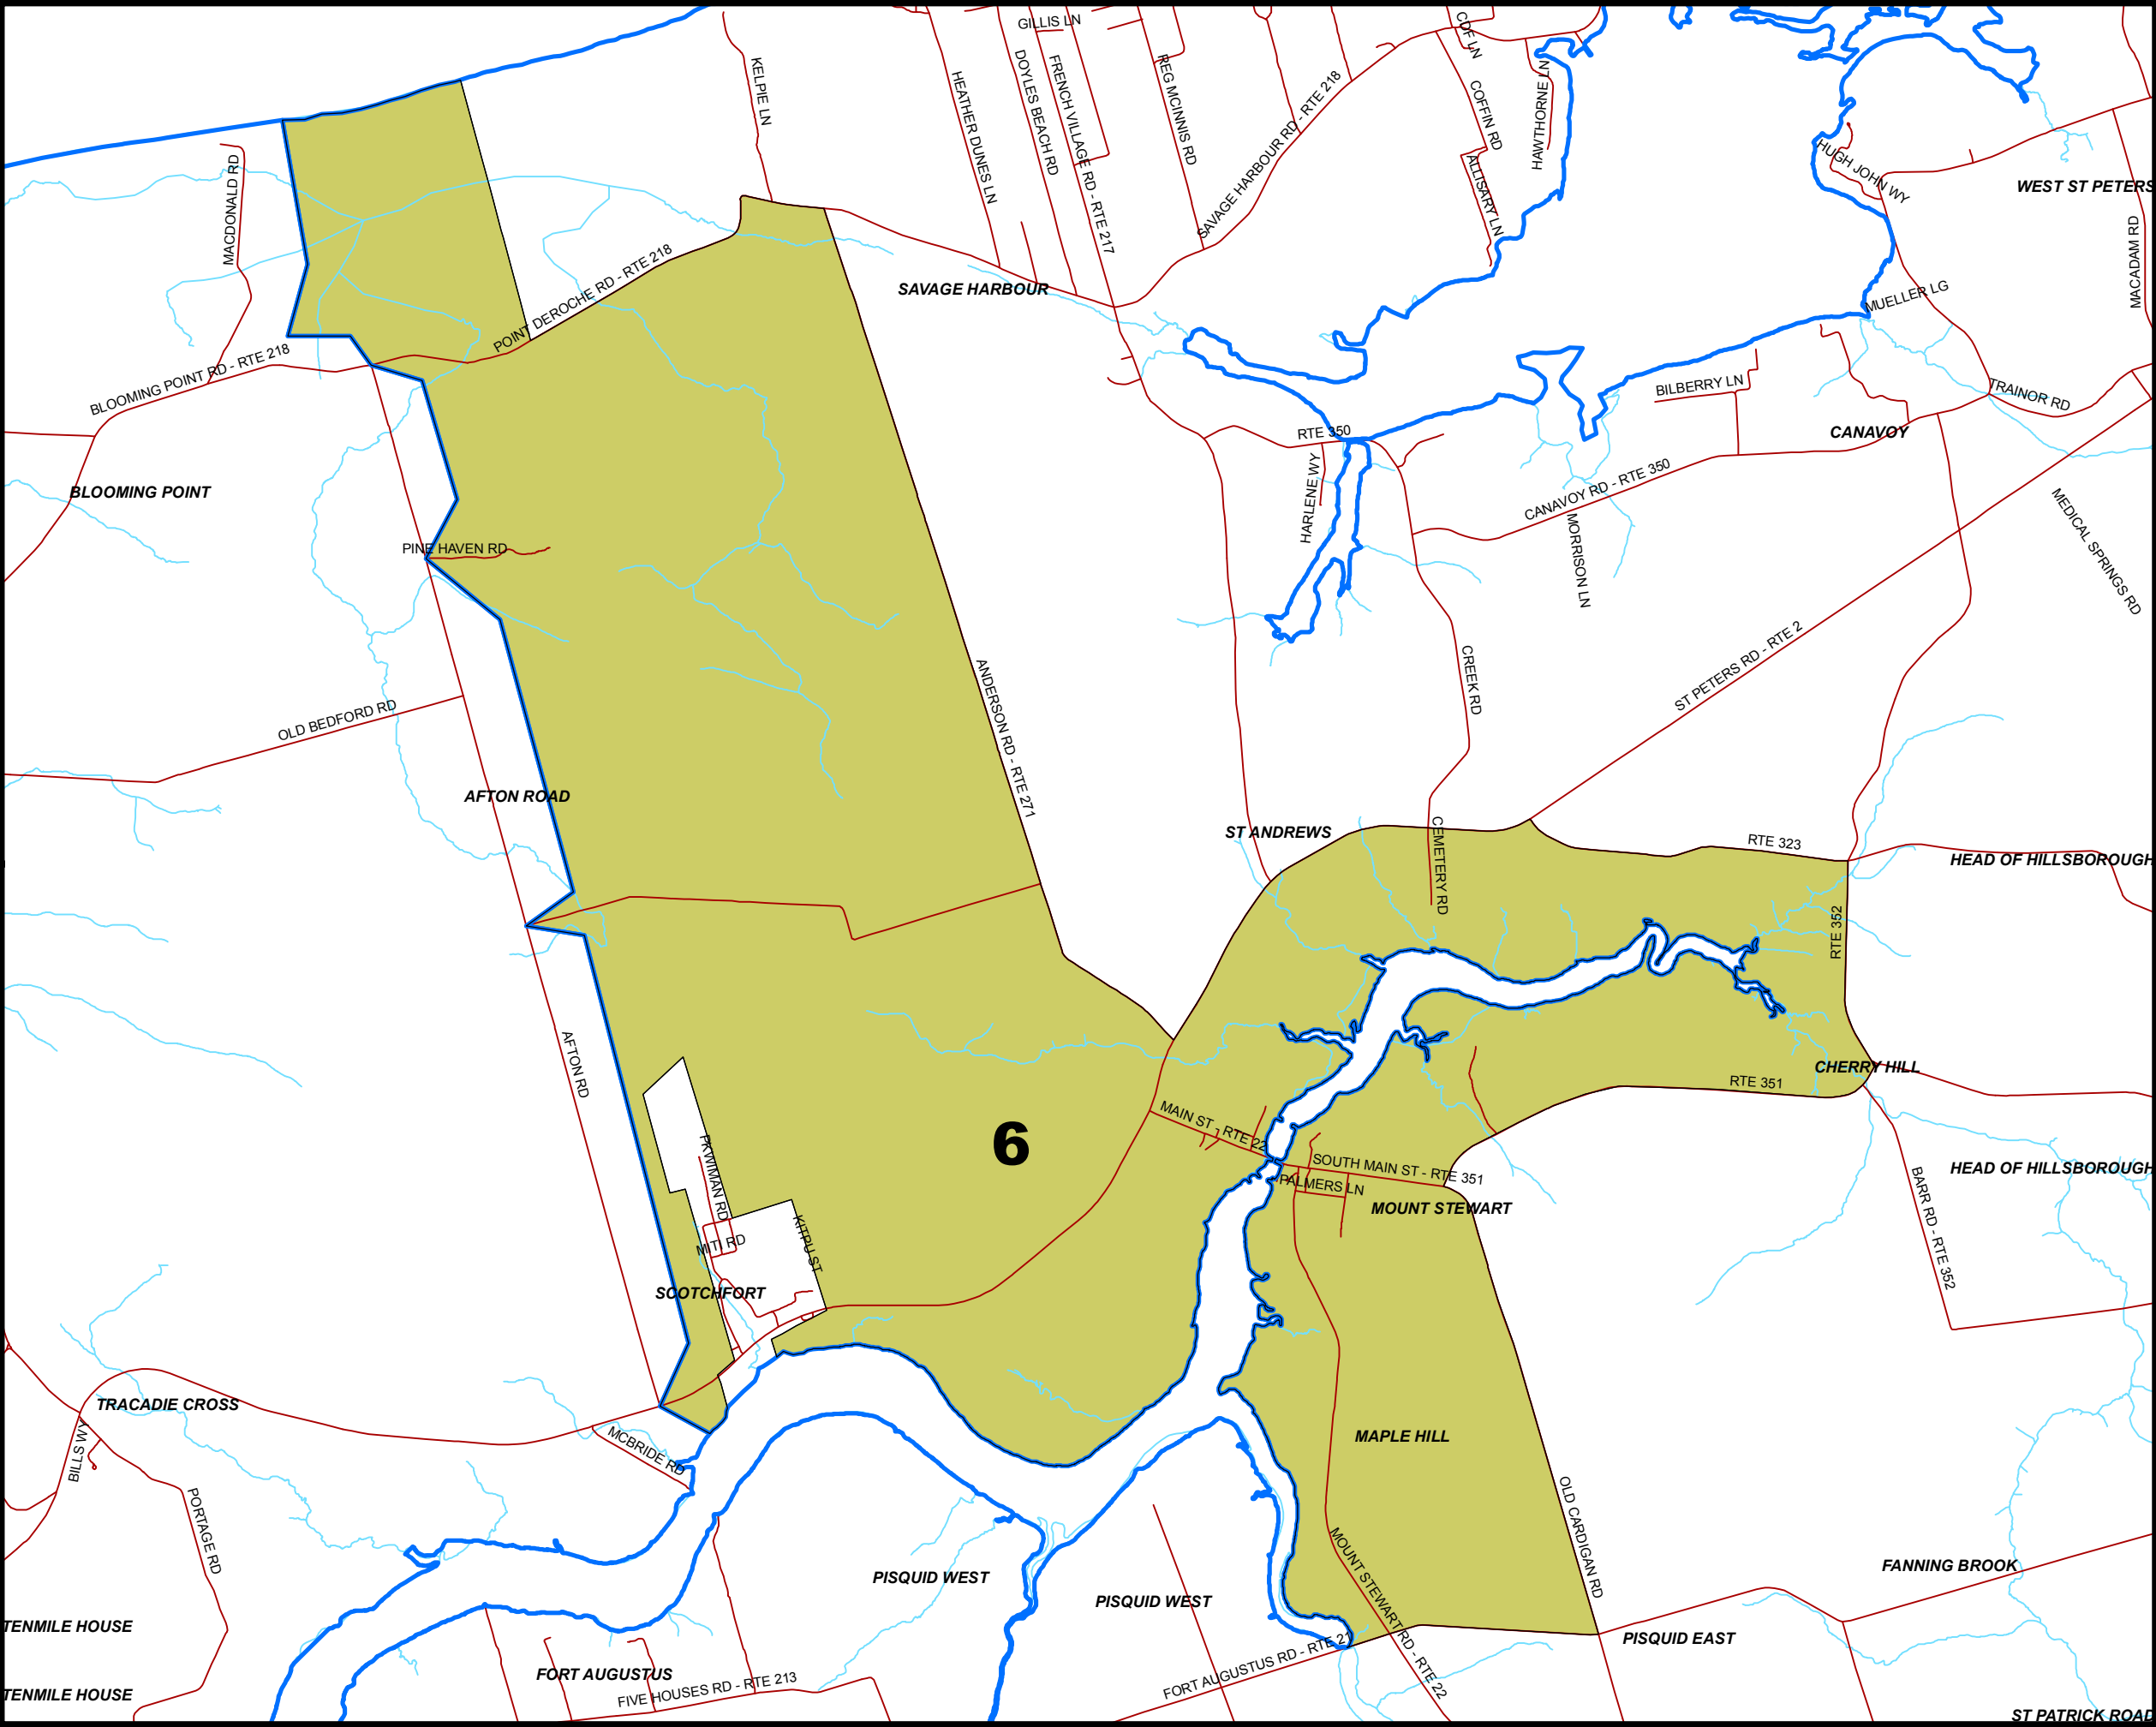 GILLIS LN
CDF LN
KELPIE LN
HEATHER DUNES LN
DOYLES BEACH RD
FRENCH VILLAGE RD - RTE 217
REG MCINNIS RD
SAVAGE HARBOUR RD - RTE 218
COFFIN RD
HAWTHORNE LN
ALLISARY LN
HUGH JOHN WY
WEST ST PETERS
MACADAM RD
MACDONALD RD
POINT DEROCHE RD - RTE 218
SAVAGE HARBOUR
MUELLER LG
BLOOMING POINT RD - RTE 218
BILBERRY LN
TRAINOR RD
RTE 350
CANAVOY
HARLENE WY
CANAVOY RD - RTE 350
BLOOMING POINT
MORRISON LN
MEDICAL SPRINGS RD
PINE HAVEN RD
CREEK RD
ST PETERS RD - RTE 2
OLD BEDFORD RD
ANDERSON RD - RTE 271
AFTON ROAD
ST ANDREWS
CEMETERY RD
RTE 323
HEAD OF HILLSBOROUGH
RTE 352
AFTON RD
CHERRY HILL
RTE 351
MAIN ST - RTE 22
6
PKWIMAN RD
SOUTH MAIN ST - RTE 351
PALMERS LN
MOUNT STEWART
HEAD OF HILLSBOROUGH
BARR RD - RTE 352
MITI RD
KITPU ST
SCOTCHFORT
TRACADIE CROSS
BILLS WY
MCBRIDE RD
MAPLE HILL
PORTAGE RD
OLD CARDIGAN RD
MOUNT STEWART RD - RTE 22
PISQUID WEST
PISQUID WEST
FANNING BROOK
TENMILE HOUSE
PISQUID EAST
FORT AUGUSTUS
FORT AUGUSTUS RD - RTE 21
FIVE HOUSES RD - RTE 213
TENMILE HOUSE
ST PATRICK ROAD